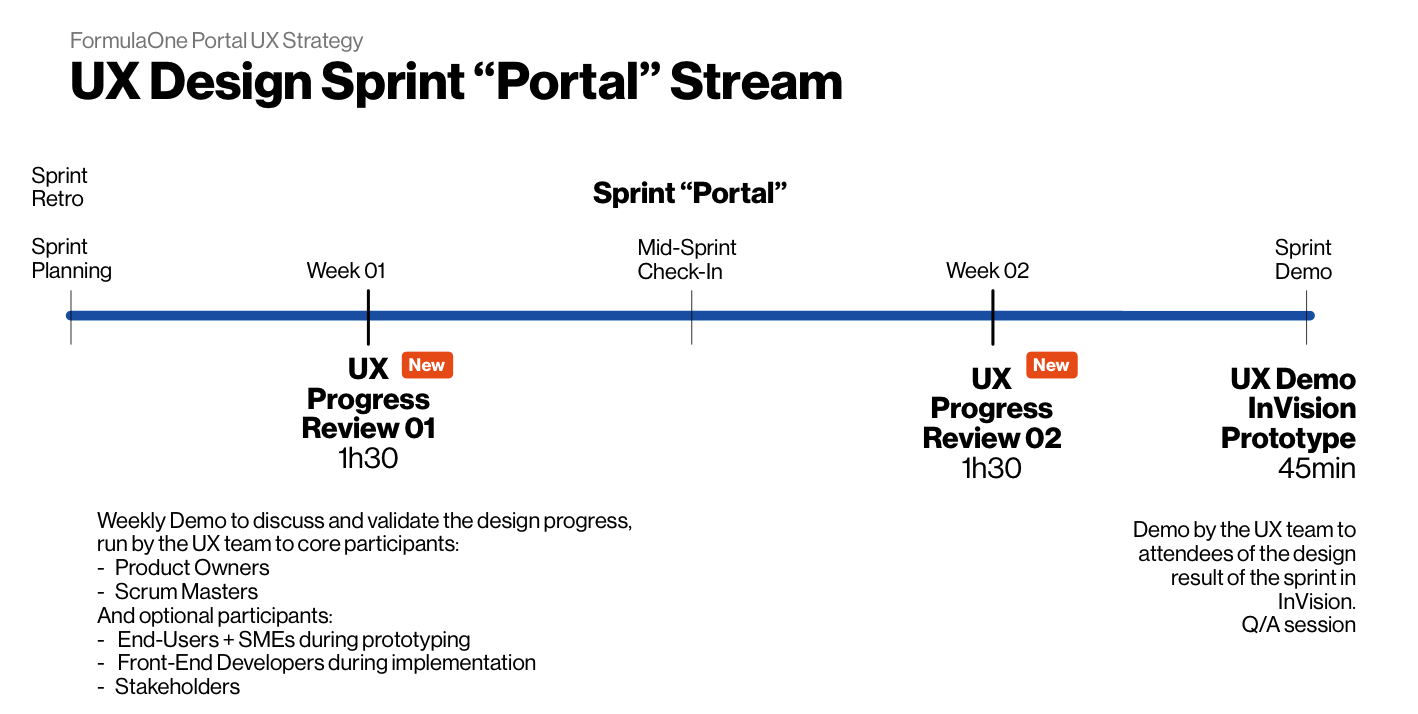 FormulaOne Portal UX Strategy
UX Design Sprint “Portal” Stream
Sprint
Retro
Sprint “Portal”
Sprint
Planning
Week 01
Mid-Sprint
Check-In
Week 02
Sprint
Demo
UX
New
Progress
Review 01
1h30
UX
New
Progress
Review 02
1h30
UX Demo
InVision
Prototype
45min
Weekly Demo to discuss and validate the design progress,
run by the UX team to core participants:
- Product Owners
- Scrum Masters
And optional participants:
- End-Users + SMEs during prototyping
- Front-End Developers during implementation
- Stakeholders
Demo by the UX team to
attendees of the design
result of the sprint in
InVision.
Q/A session